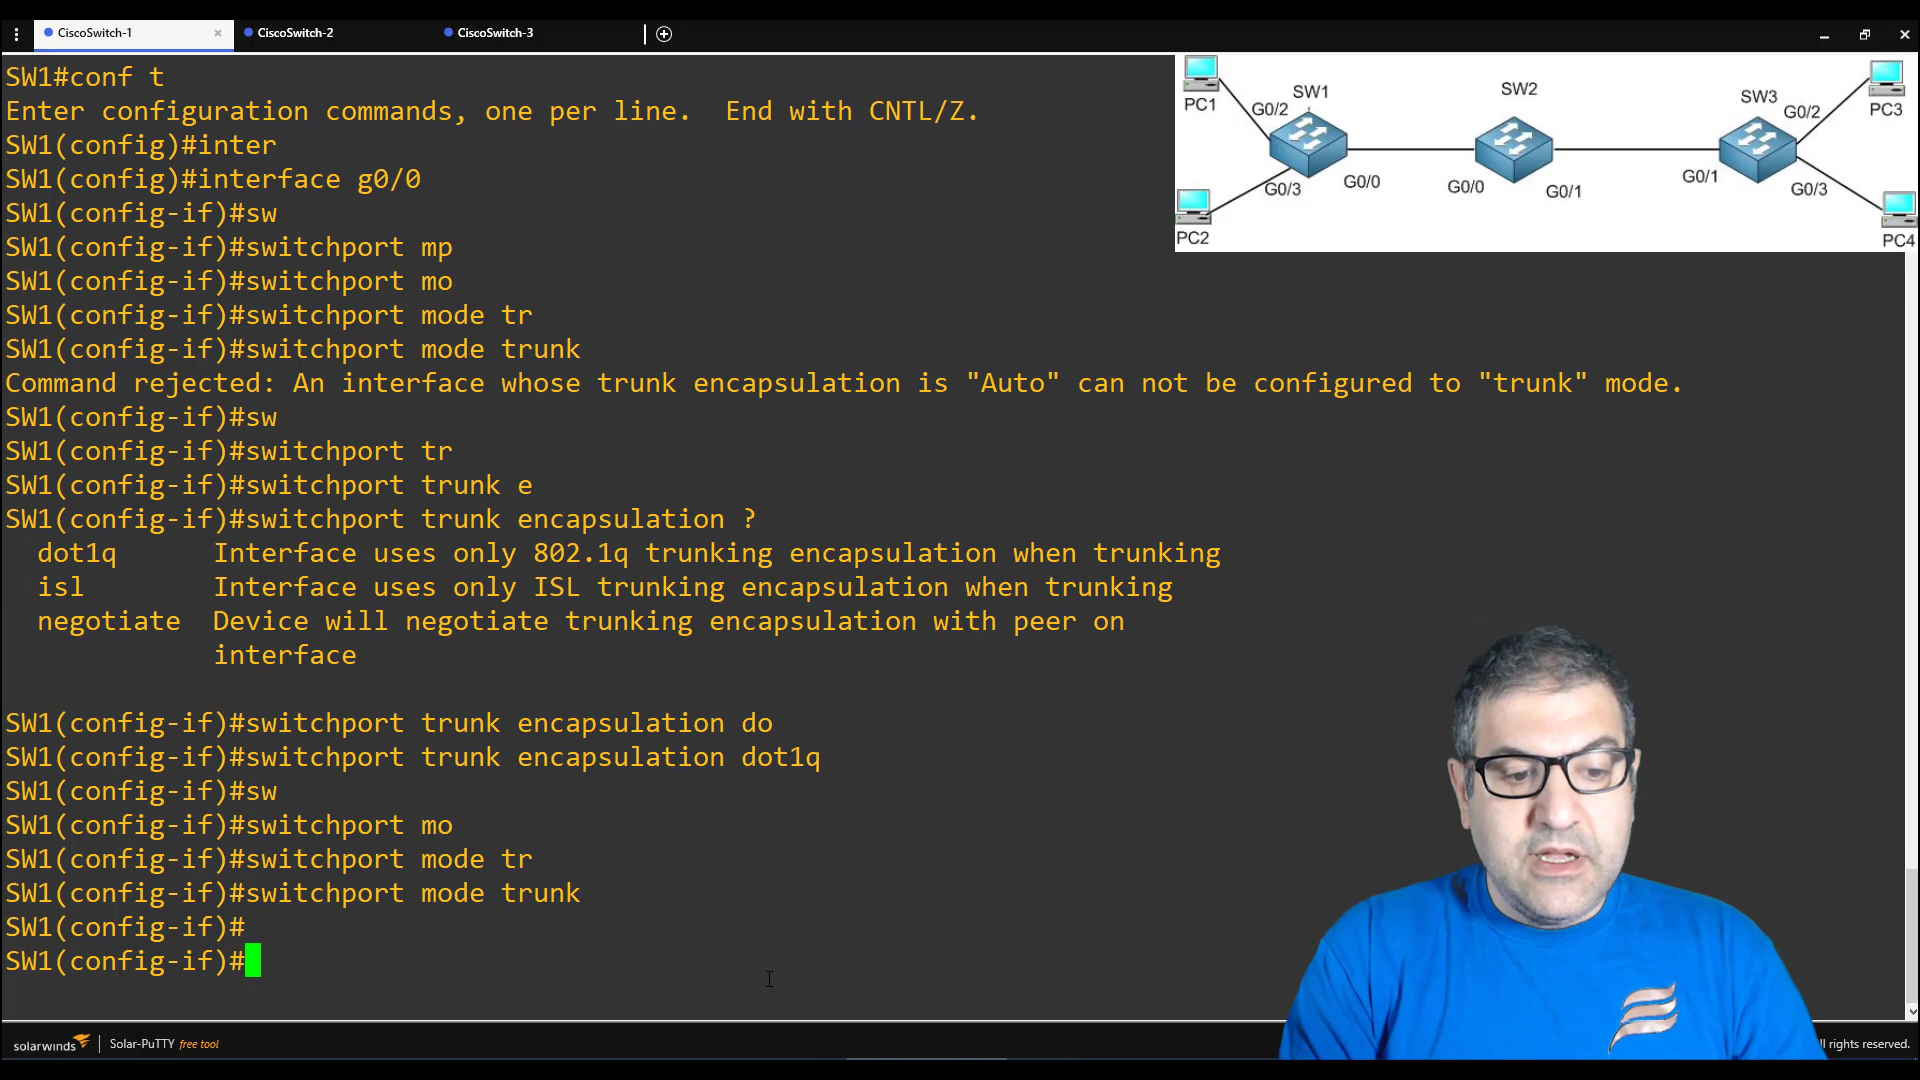 CiscoSwitch-1 × CiscoSwitch-2 CiscoSwitch-3
SW1#conf t
Enter configuration commands, one per line.  End with CNTL/Z.
SW1(config)#inter
SW1(config)#interface g0/0
SW1(config-if)#sw
SW1(config-if)#switchport mp
SW1(config-if)#switchport mo
SW1(config-if)#switchport mode tr
SW1(config-if)#switchport mode trunk
Command rejected: An interface whose trunk encapsulation is "Auto" can not be configured to "trunk" mode.
SW1(config-if)#sw
SW1(config-if)#switchport tr
SW1(config-if)#switchport trunk e
SW1(config-if)#switchport trunk encapsulation ?
  dot1q      Interface uses only 802.1q trunking encapsulation when trunking
  isl        Interface uses only ISL trunking encapsulation when trunking
  negotiate  Device will negotiate trunking encapsulation with peer on
             interface
SW1(config-if)#switchport trunk encapsulation do
SW1(config-if)#switchport trunk encapsulation dot1q
SW1(config-if)#sw
SW1(config-if)#switchport mo
SW1(config-if)#switchport mode tr
SW1(config-if)#switchport mode trunk
SW1(config-if)#
SW1(config-if)#
PC1
G0/2
SW1
G0/3
G0/0
PC2
SW2
G0/0
G0/1
SW3
G0/1
G0/2
G0/3
PC3
PC4
solarwinds Solar-PuTTY free tool
ll rights reserved.